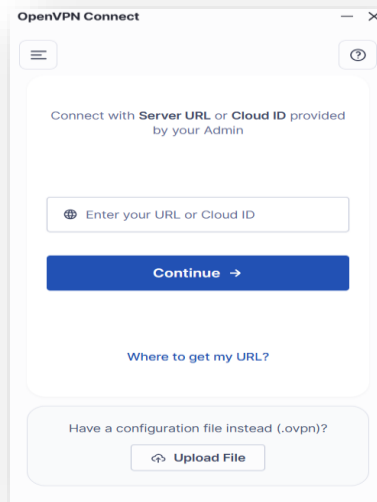 OpenVPN Connect
Connect with Server URL or Cloud ID provided
by your Admin
Enter your URL or Cloud ID
Continue →
Where to get my URL?
Have a configuration file instead (.ovpn)?
Upload File